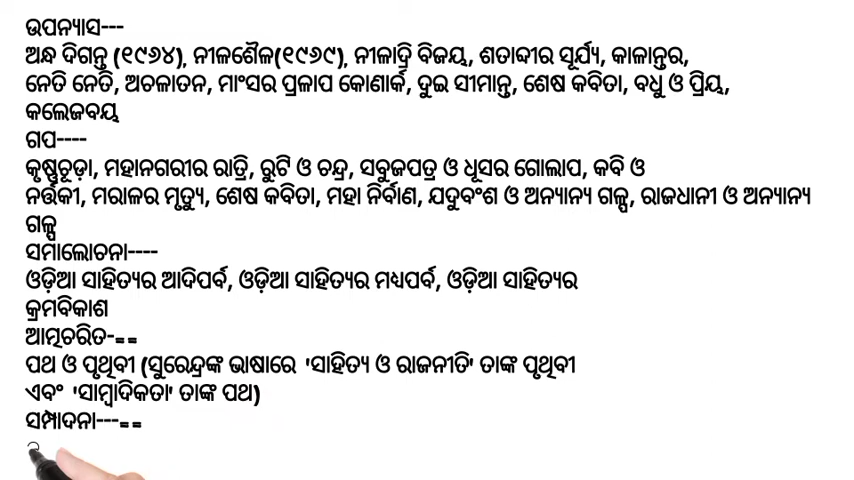 ଉପନ୍ୟାସ---
ଅନ୍ଧ ଦିଗନ୍ତ (୧୯୬୪), ନୀଳଶୈଳ(୧୯୬୯), ନୀଳାଦ୍ରି ବିଜୟ, ଶତାବ୍ଦୀର ସୂର୍ଯ୍ୟ, କାଳାନ୍ତର,
ନେତି ନେତି, ଅଚଳାତନ, ମାଂସର ପ୍ରଳାପ କୋଣାର୍କ, ଦୁଇ ସୀମାନ୍ତ, ଶେଷ କବିତା, ବଧୁ ଓ ପ୍ରିୟ,
କଲେଜବୟ
ଗପ----
କୃଷ୍ଣଚୂଡ଼ା, ମହାନଗରୀର ରାତ୍ରି, ରୁଟି ଓ ଚନ୍ଦ୍ର, ସବୁଜପତ୍ର ଓ ଧୂସର ଗୋଲାପ, କବି ଓ
ନର୍ତ୍ତକୀ, ମରାଳର ମୃତ୍ୟୁ, ଶେଷ କବିତା, ମହା ନିର୍ବାଣ, ଯଦୁବଂଶ ଓ ଅନ୍ୟାନ୍ୟ ଗଳ୍ପ, ରାଜଧାନୀ ଓ ଅନ୍ୟାନ୍ୟ
ଗଳ୍ପ
ସମାଲୋଚନା----
ଓଡ଼ିଆ ସାହିତ୍ୟର ଆଦିପର୍ବ, ଓଡ଼ିଆ ସାହିତ୍ୟର ମଧ୍ୟପର୍ବ, ଓଡ଼ିଆ ସାହିତ୍ୟର
କ୍ରମବିକାଶ
ଆତ୍ମଚରିତ-==
ପଥ ଓ ପୃଥିବୀ (ସୁରେନ୍ଦ୍ରଙ୍କ ଭାଷାରେ 'ସାହିତ୍ୟ ଓ ରାଜନୀତି' ତାଙ୍କ ପୃଥିବୀ
ଏବଂ 'ସାମ୍ବାଦିକତା' ତାଙ୍କ ପଥ)
ସମ୍ପାଦନା---==